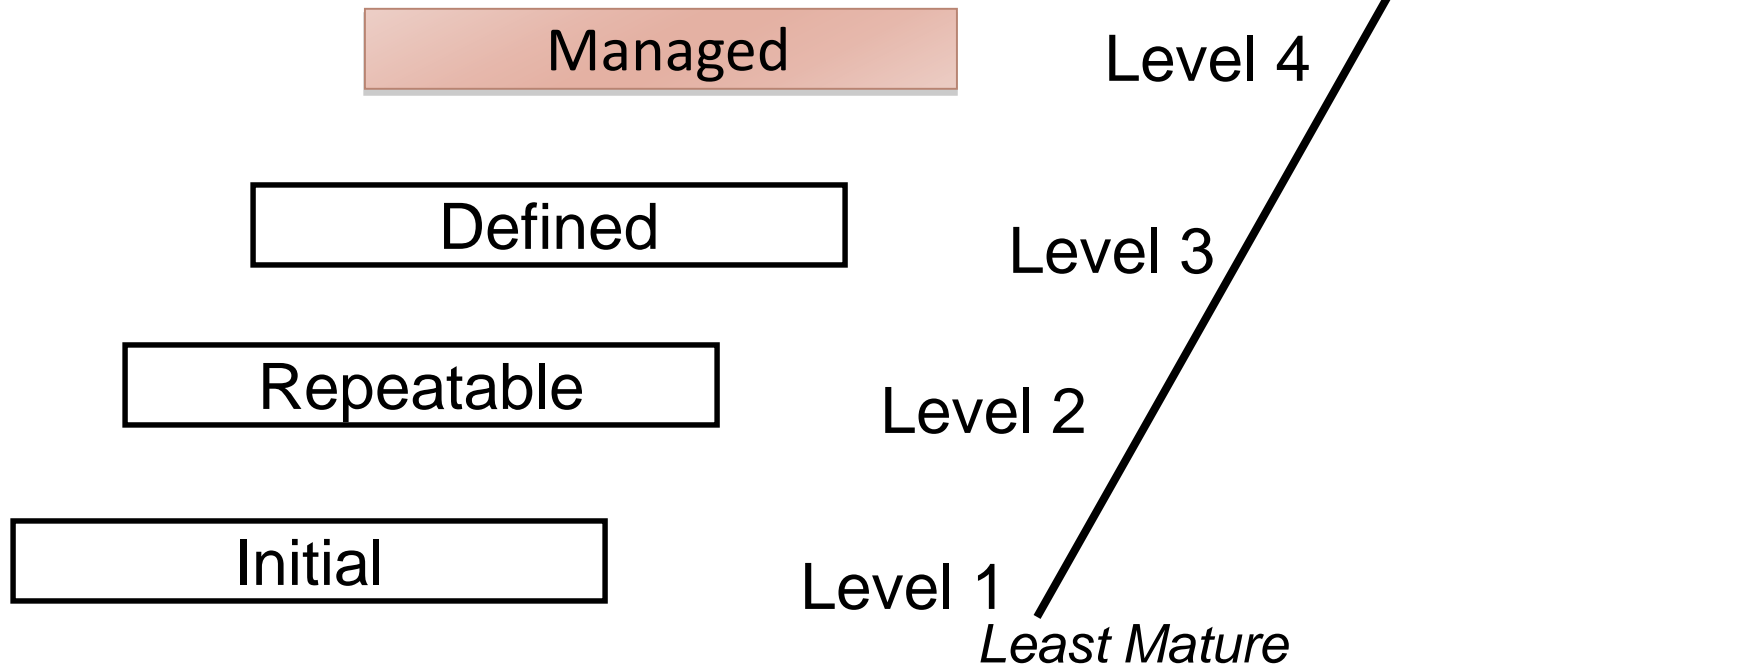 Managed
Level 4
Defined
Level 3
Repeatable
Level 2
Initial
Level 1
Least Mature